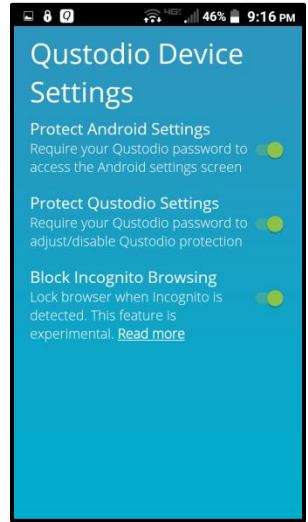 8 Q 4G 46% 9:16 PM
Qustodio Device
Settings
Protect Android Settings
Require your Qustodio password to
access the Android settings screen
Protect Qustodio Settings
Require your Qustodio password to
adjust/disable Qustodio protection
Block Incognito Browsing
Lock browser when Incognito is
detected. This feature is
experimental. Read more